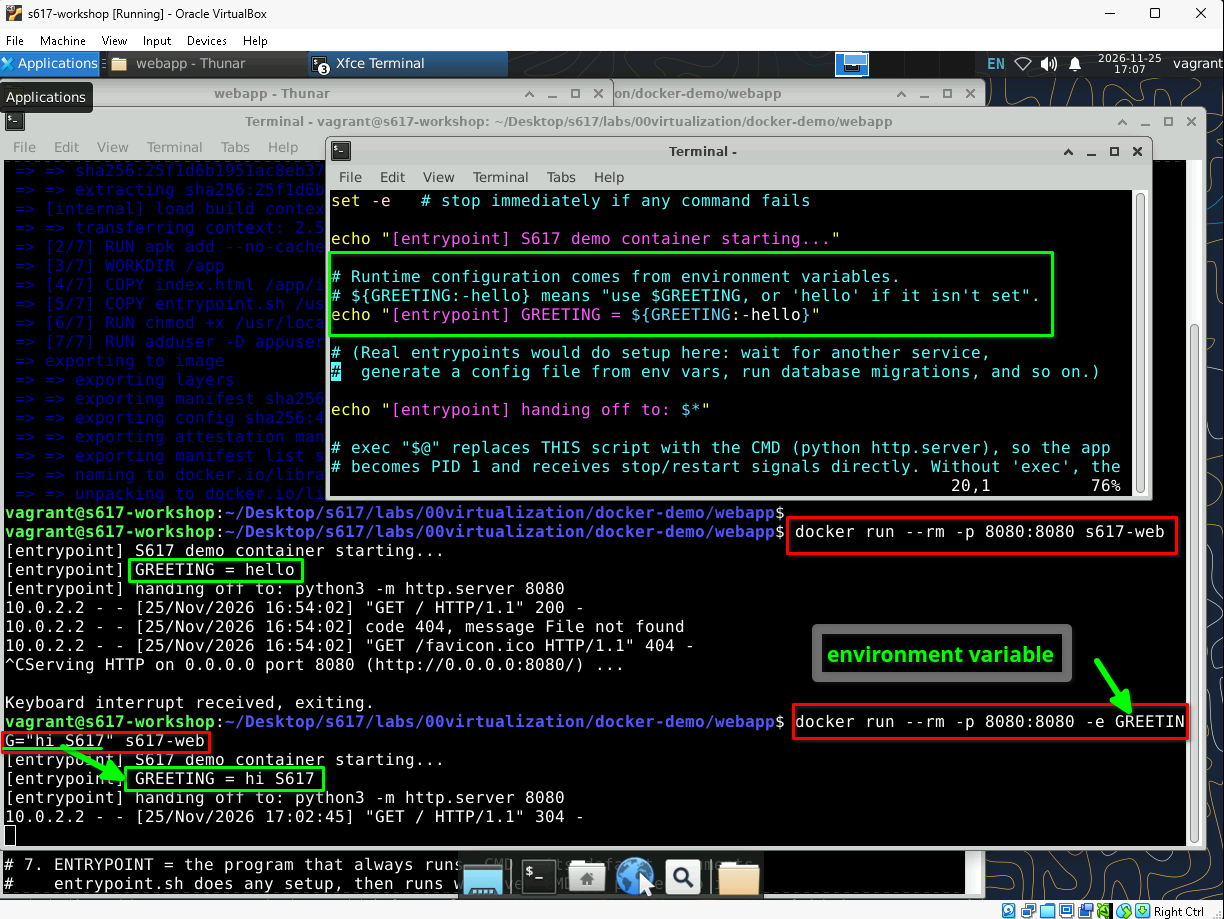 s617-workshop [Running] - Oracle VirtualBox
File Machine View Input Devices Help
Applications
webapp - Thunar
3 Xfce Terminal
EN
2026-11-25
17:07
vagrant
Applications
webapp - Thunar
on/docker-demo/webapp
Terminal - vagrant@s617-workshop: ~/Desktop/s617/labs/00virtualization/docker-demo/webapp
File Edit View Terminal Tabs Help
Terminal -
File Edit View Terminal Tabs Help
set -e # stop immediately if any command fails
echo "[entrypoint] S617 demo container starting..."
# Runtime configuration comes from environment variables.
# ${GREETING:-hello} means "use $GREETING, or 'hello' if it isn't set".
echo "[entrypoint] GREETING = ${GREETING:-hello}"
# (Real entrypoints would do setup here: wait for another service,
# generate a config file from env vars, run database migrations, and so on.)
echo "[entrypoint] handing off to: $*"
# exec "$@" replaces THIS script with the CMD (python http.server), so the app
# becomes PID 1 and receives stop/restart signals directly. Without 'exec', the
20,1 76%
=> => sha256:25f1d6b1951ac8eb37
=> => extracting sha256:25f1d6b
=> [internal] load build contex
=> => transferring context: 2.5
=> [2/7] RUN apk add --no-cache
=> [3/7] WORKDIR /app
=> [4/7] COPY index.html /app/i
=> [5/7] COPY entrypoint.sh /us
=> [6/7] RUN chmod +x /usr/loca
=> [7/7] RUN adduser -D appuser
=> exporting to image
=> => exporting layers
=> => exporting manifest sha256
=> => exporting config sha256:4
=> => exporting attestation man
=> => exporting manifest list s
=> => naming to docker.io/libra
=> => unpacking to docker.io/li
vagrant@s617-workshop:~/Desktop/s617/labs/00virtualization/docker-demo/webapp$
vagrant@s617-workshop:~/Desktop/s617/labs/00virtualization/docker-demo/webapp$ docker run --rm -p 8080:8080 s617-web
[entrypoint] S617 demo container starting...
[entrypoint] GREETING = hello
[entrypoint] handing off to: python3 -m http.server 8080
10.0.2.2 - - [25/Nov/2026 16:54:02] "GET / HTTP/1.1" 200 -
10.0.2.2 - - [25/Nov/2026 16:54:02] code 404, message File not found
10.0.2.2 - - [25/Nov/2026 16:54:02] "GET /favicon.ico HTTP/1.1" 404 -
^CServing HTTP on 0.0.0.0 port 8080 (http://0.0.0.0:8080/) ...
environment variable
Keyboard interrupt received, exiting.
vagrant@s617-workshop:~/Desktop/s617/labs/00virtualization/docker-demo/webapp$ docker run --rm -p 8080:8080 -e GREETIN
G="hi S617" s617-web
[entrypoint] S617 demo container starting...
[entrypoint] GREETING = hi S617
[entrypoint] handing off to: python3 -m http.server 8080
10.0.2.2 - - [25/Nov/2026 17:02:45] "GET / HTTP/1.1" 304 -
# 7. ENTRYPOINT = the program that always runs
# entrypoint.sh does any setup, then runs
Right Ctrl